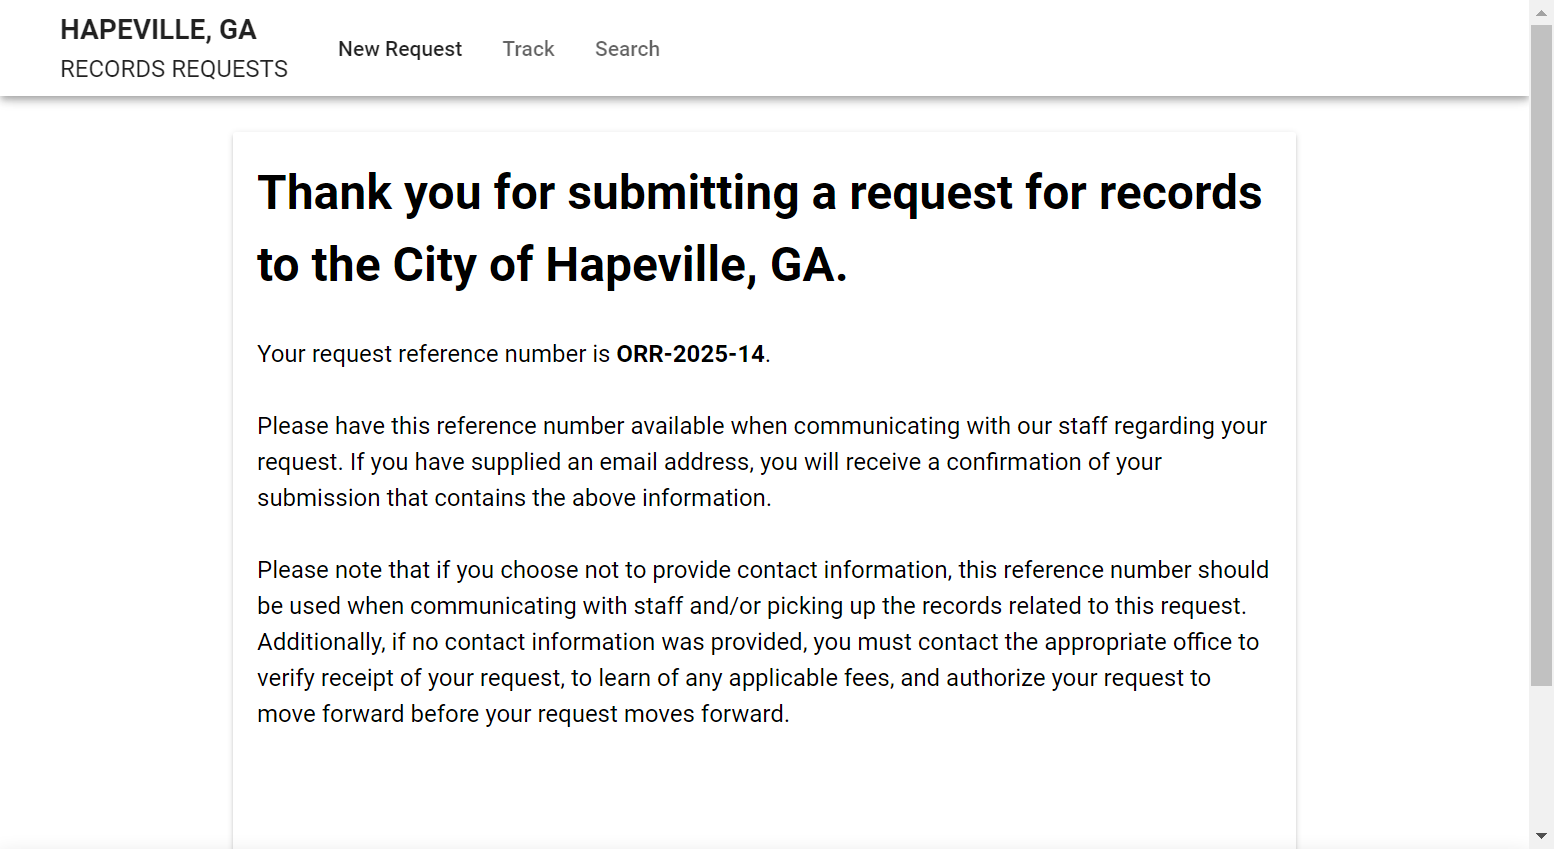 HAPEVILLE, GA
RECORDS REQUESTS
New Request Track Search
Thank you for submitting a request for records
to the City of Hapeville, GA.
Your request reference number is ORR-2025-14.
Please have this reference number available when communicating with our staff regarding your
request. If you have supplied an email address, you will receive a confirmation of your
submission that contains the above information.
Please note that if you choose not to provide contact information, this reference number should
be used when communicating with staff and/or picking up the records related to this request.
Additionally, if no contact information was provided, you must contact the appropriate office to
verify receipt of your request, to learn of any applicable fees, and authorize your request to
move forward before your request moves forward.